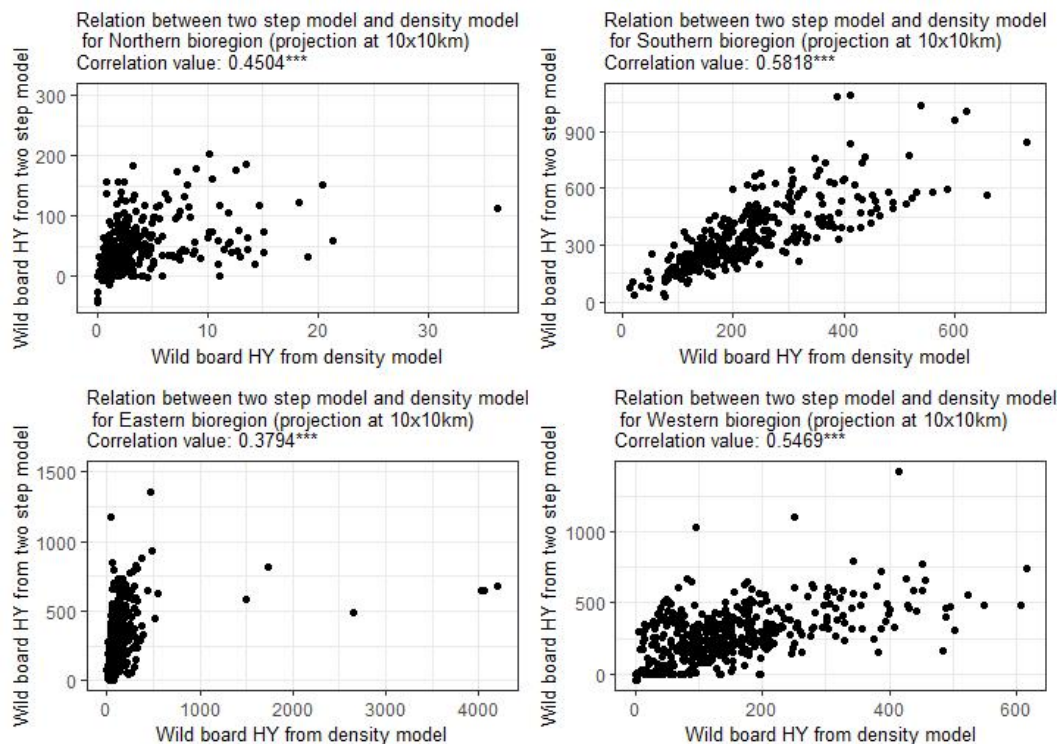 Relation between two step model and density model
for Northern bioregion (projection at 10x10km)
Correlation value: 0.4504***
Wild board HY from two step model
300
200
100
0
0
10
20
30
Wild board HY from density model
Relation between two step model and density model
for Southern bioregion (projection at 10x10km)
Correlation value: 0.5818***
Wild board HY from two step model
900
600
300
0
0
200
400
600
Wild board HY from density model
Relation between two step model and density model
for Eastern bioregion (projection at 10x10km)
Correlation value: 0.3794***
Wild board HY from two step model
1500
1000
500
0
0
1000
2000
3000
4000
Wild board HY from density model
Relation between two step model and density model
for Western bioregion (projection at 10x10km)
Correlation value: 0.5469***
Wild board HY from two step model
1000
500
0
0
200
400
600
Wild board HY from density model